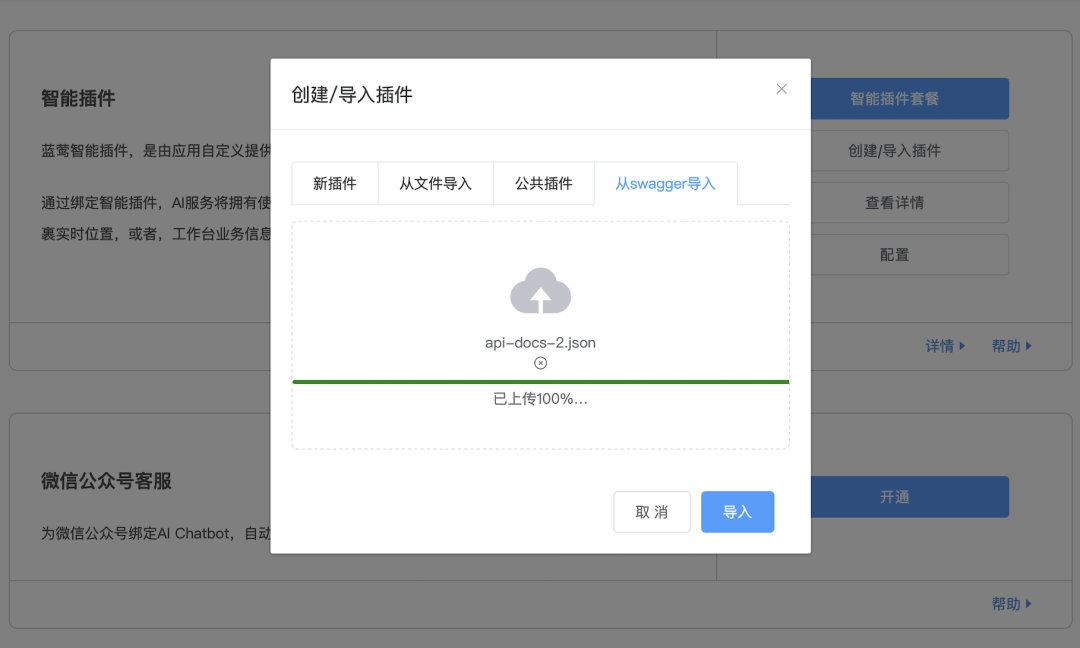 智能插件
蓝莺智能插件，是由应用自定义提供
通过绑定智能插件，AI服务将拥有使
裹实时位置，或者，工作台业务信息
智能插件套餐
创建/导入插件
查看详情
配置
详情
帮助
创建/导入插件
新插件
从文件导入
公共插件
从swagger导入
api-docs-2.json
已上传100%...
取 消
导入
微信公众号客服
为微信公众号绑定AI Chatbot，自动
开通
帮助